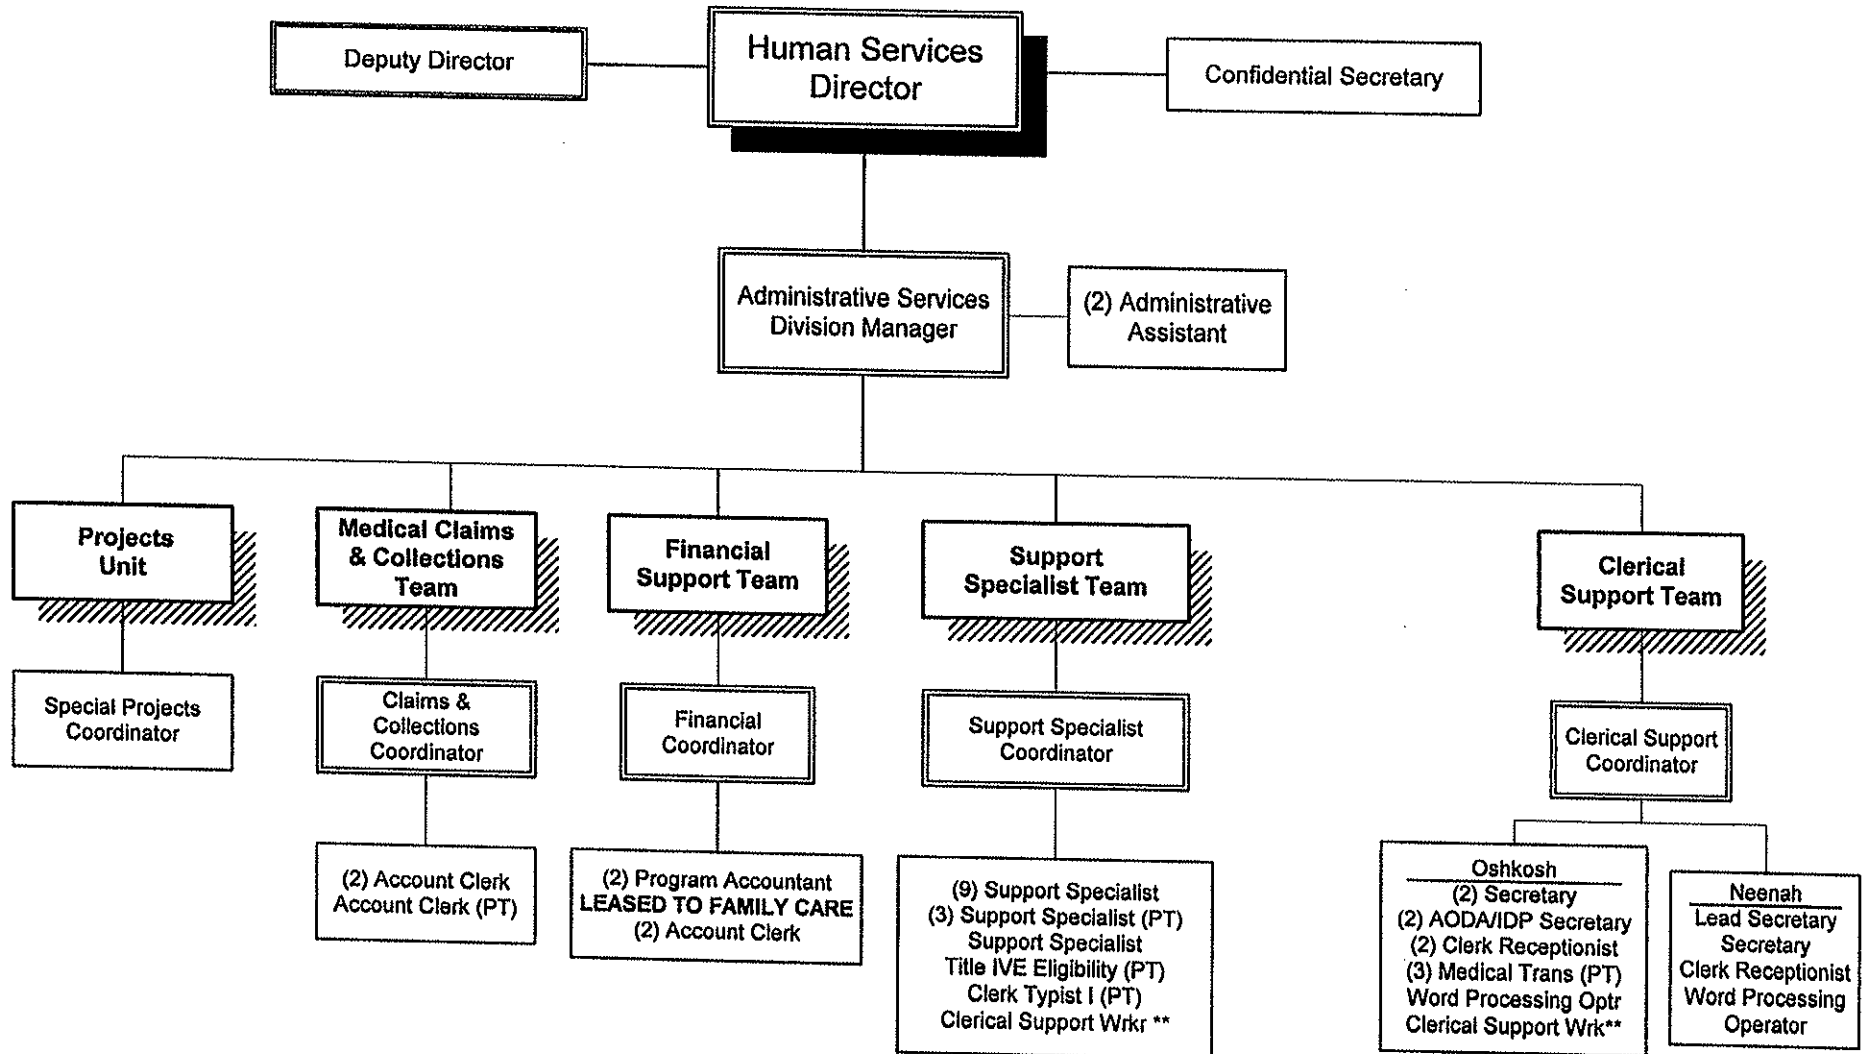 Deputy Director
Human Services
Director
Confidential Secretary
Administrative Services
Division Manager
(2) Administrative
Assistant
Projects
Unit
Medical Claims
& Collections
Team
Financial
Support Team
Support
Specialist Team
Clerical
Support Team
Special Projects
Coordinator
Claims &
Collections
Coordinator
Financial
Coordinator
Support Specialist
Coordinator
Clerical Support
Coordinator
(2) Account Clerk
Account Clerk (PT)
(2) Program Accountant
LEASED TO FAMILY CARE
(2) Account Clerk
(9) Support Specialist
(3) Support Specialist (PT)
Support Specialist
Title IVE Eligibility (PT)
Clerk Typist I (PT)
Clerical Support Wrkr **
Oshkosh
(2) Secretary
(2) AODA/IDP Secretary
(2) Clerk Receptionist
(3) Medical Trans (PT)
Word Processing Optr
Clerical Support Wrk**
Neenah
Lead Secretary
Secretary
Clerk Receptionist
Word Processing
Operator